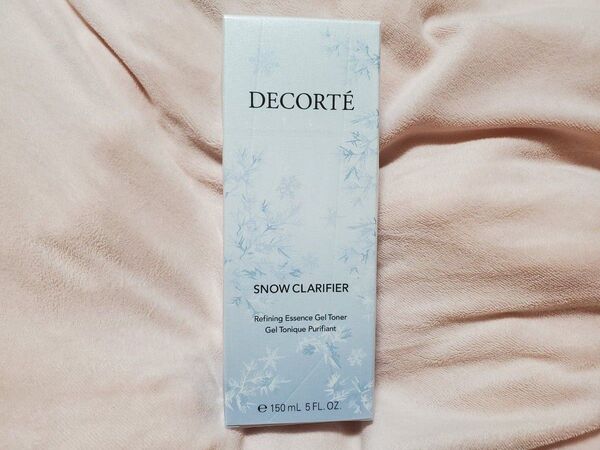 DECORTÉ
SNOW CLARIFIER
Refining Essence Gel Toner
Gel Tonique Purifiant
℮ 150 mL 5 FL. OZ.